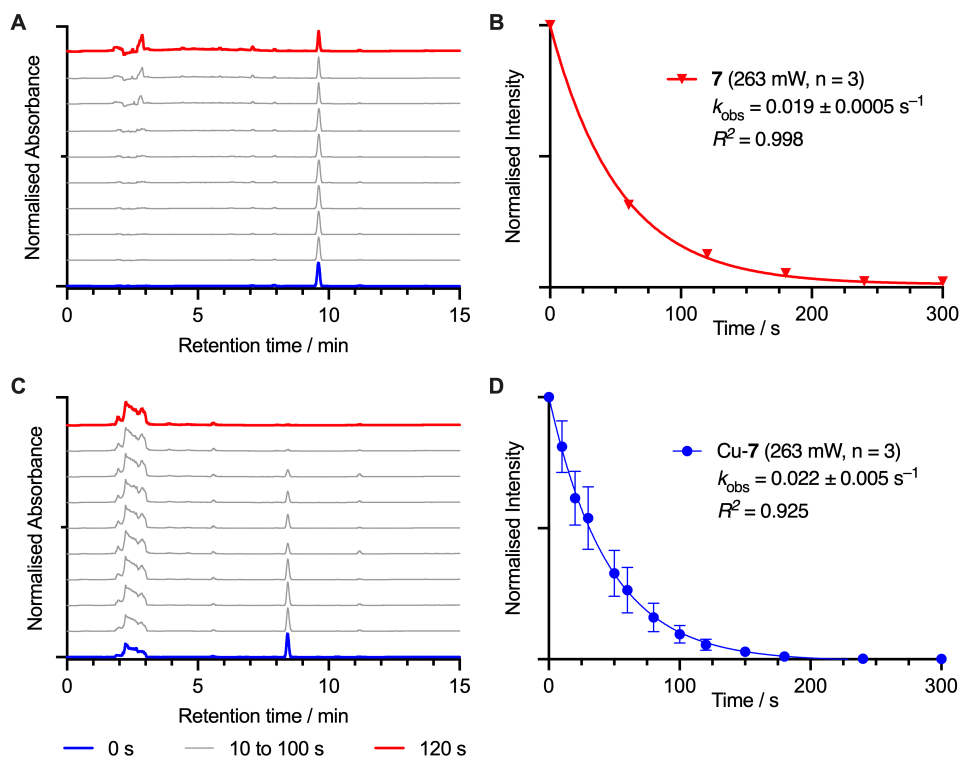 A
Normalised Absorbance
0
5
10
15
Retention time / min
B
Normalised Intensity
7 (263 mW, n = 3)
kobs = 0.019 ± 0.0005 s–1
R2 = 0.998
0
100
200
300
Time / s
C
Normalised Absorbance
0
5
10
15
Retention time / min
D
Normalised Intensity
Cu-7 (263 mW, n = 3)
kobs = 0.022 ± 0.005 s–1
R2 = 0.925
0
100
200
300
Time / s
0 s
10 to 100 s
120 s